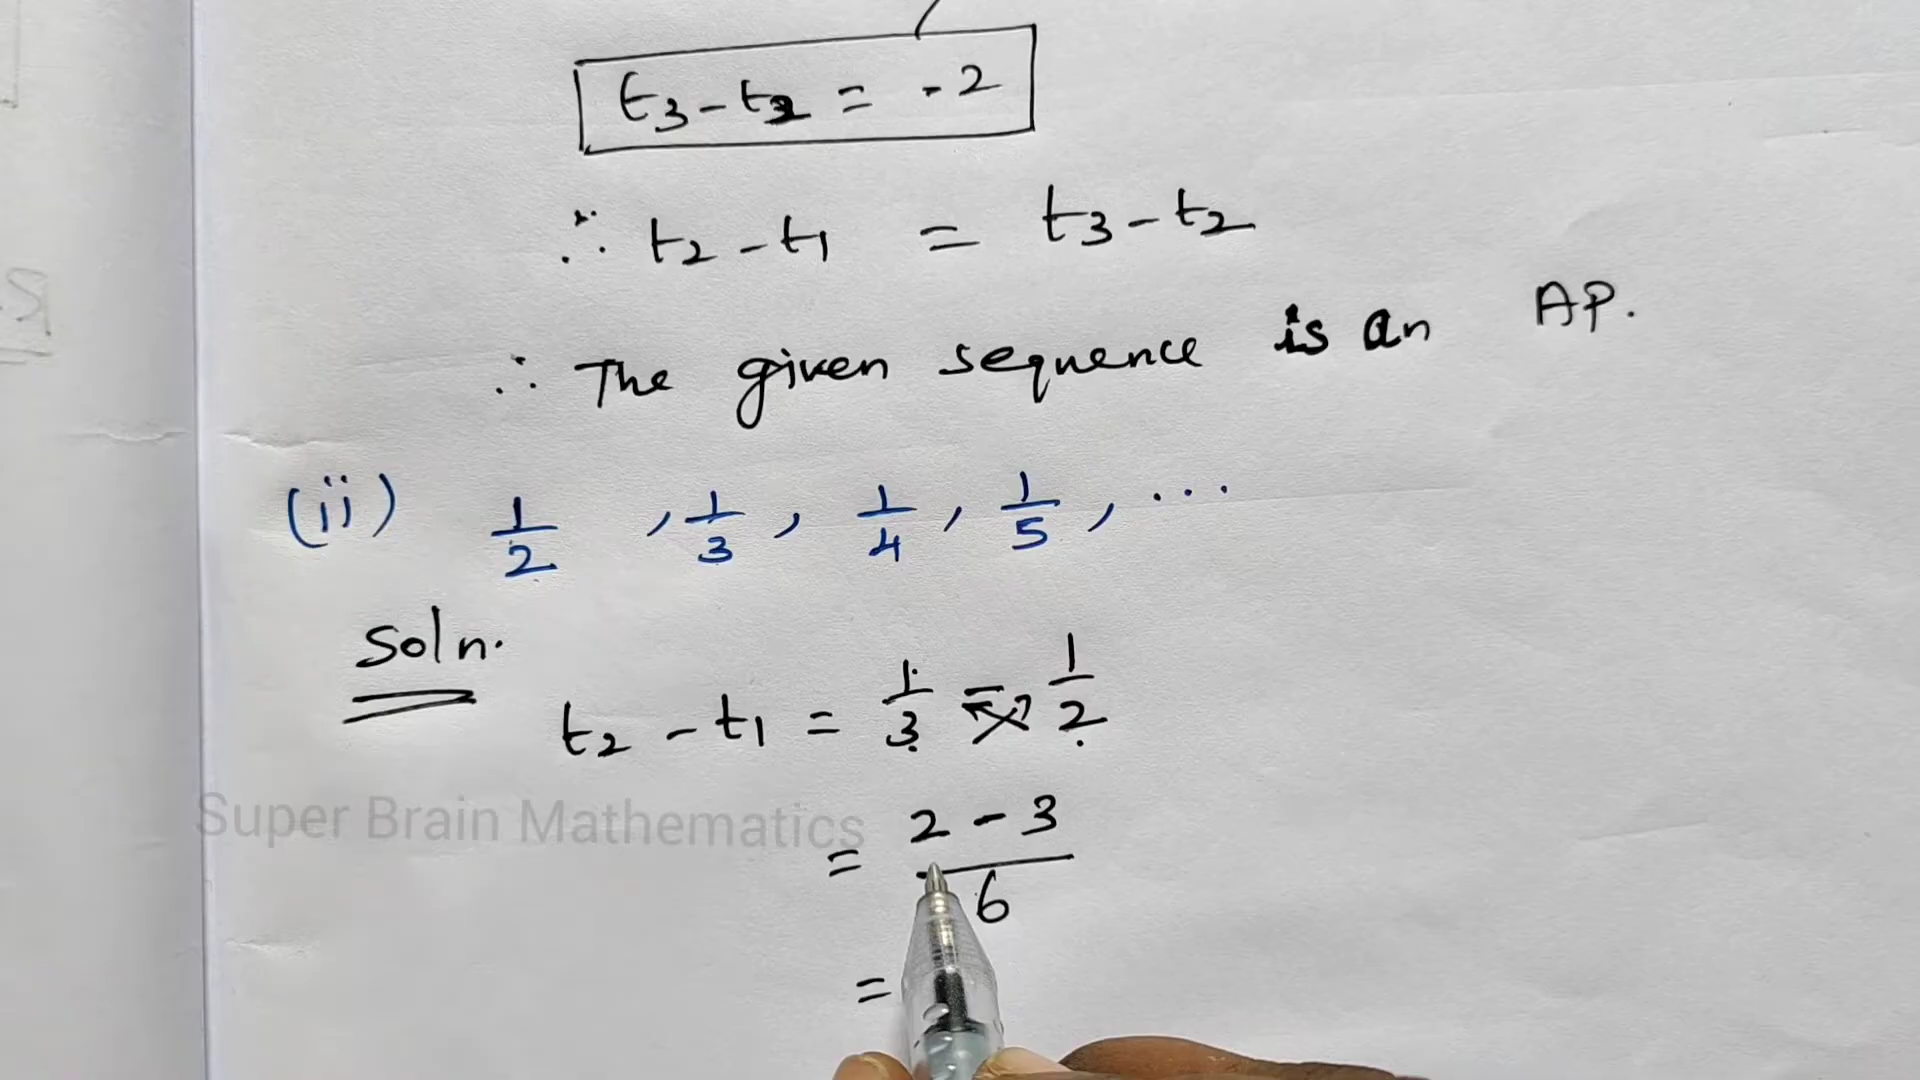 t₃ - t₂ = -2
∴ t₂ - t₁ = t₃ - t₂
∴ The given sequence is an AP.
(ii) 1/2, 1/3, 1/4, 1/5, ...
Soln.
t₂ - t₁ = 1/3 - 1/2
Super Brain Mathematics
= (2 - 3)/6
=